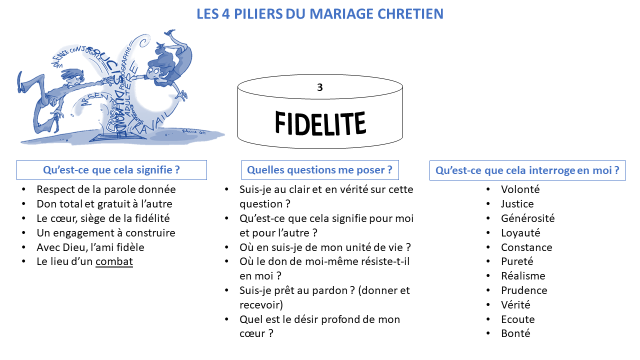 LES 4 PILIERS DU MARIAGE CHRETIEN
3
FIDELITE
Qu'est-ce que cela signifie ?
• Respect de la parole donnée
• Don total et gratuit à l'autre
• Le cœur, siège de la fidélité
• Un engagement à construire
• Avec Dieu, l'ami fidèle
• Le lieu d'un combat
Quelles questions me poser ?
• Suis-je au clair et en vérité sur cette
question ?
• Qu'est-ce que cela signifie pour moi
et pour l'autre ?
• Où en suis-je de mon unité de vie ?
• Où le don de moi-même résiste-t-il
en moi ?
• Suis-je prêt au pardon ? (donner et
recevoir)
• Quel est le désir profond de mon
cœur ?
Qu'est-ce que cela interroge en moi ?
• Volonté
• Justice
• Générosité
• Loyauté
• Constance
• Pureté
• Réalisme
• Prudence
• Vérité
• Ecoute
• Bonté